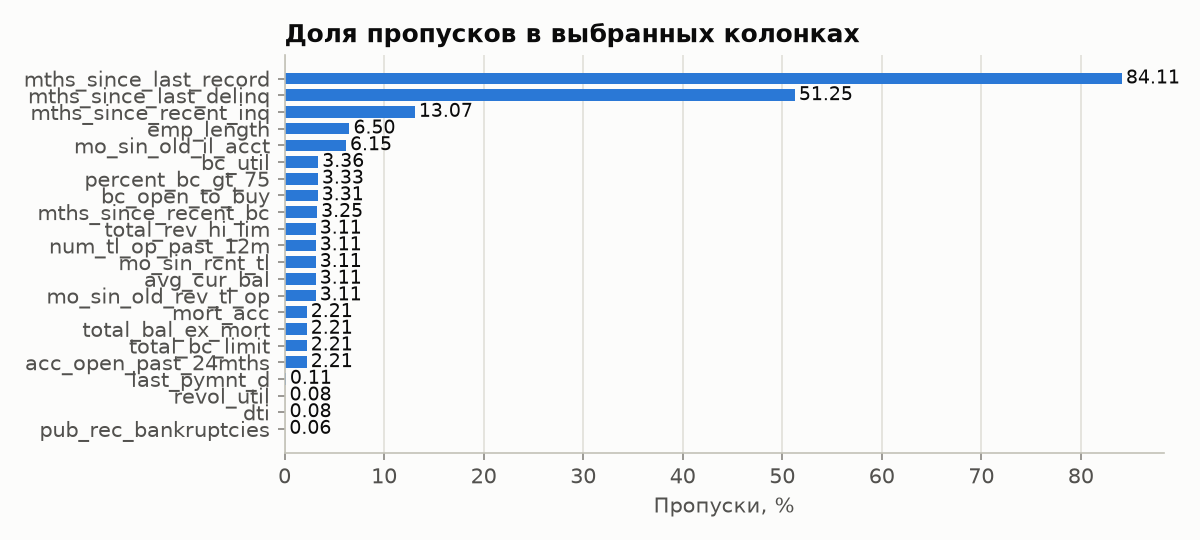 Доля пропусков в выбранных колонках
mths_since_last_record 84.11
mths_since_last_delinq 51.25
mths_since_recent_inq 13.07
emp_length 6.50
mo_sin_old_il_acct 6.15
bc_util 3.36
percent_bc_gt_75 3.33
bc_open_to_buy 3.31
mths_since_recent_bc 3.25
total_rev_hi_lim 3.11
num_tl_op_past_12m 3.11
mo_sin_rcnt_tl 3.11
avg_cur_bal 3.11
mo_sin_old_rev_tl_op 3.11
mort_acc 2.21
total_bal_ex_mort 2.21
total_bc_limit 2.21
acc_open_past_24mths 2.21
last_pymnt_d 0.11
revol_util 0.08
dti 0.08
pub_rec_bankruptcies 0.06
0 10 20 30 40 50 60 70 80
Пропуски, %